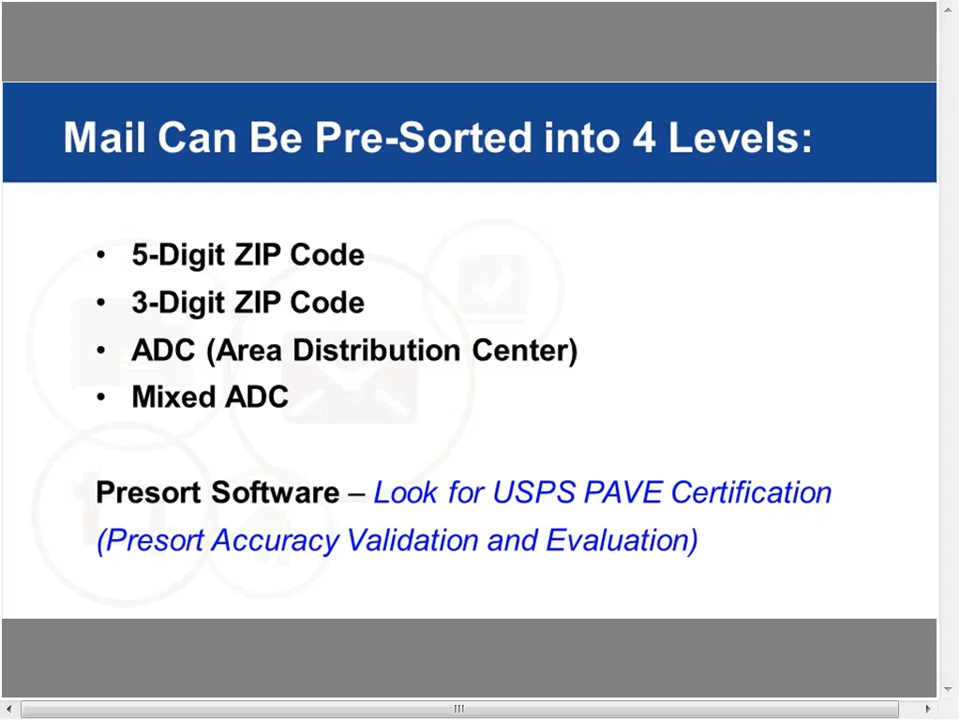 Mail Can Be Pre-Sorted into 4 Levels:
• 5-Digit ZIP Code
• 3-Digit ZIP Code
• ADC (Area Distribution Center)
• Mixed ADC
Presort Software – Look for USPS PAVE Certification
(Presort Accuracy Validation and Evaluation)